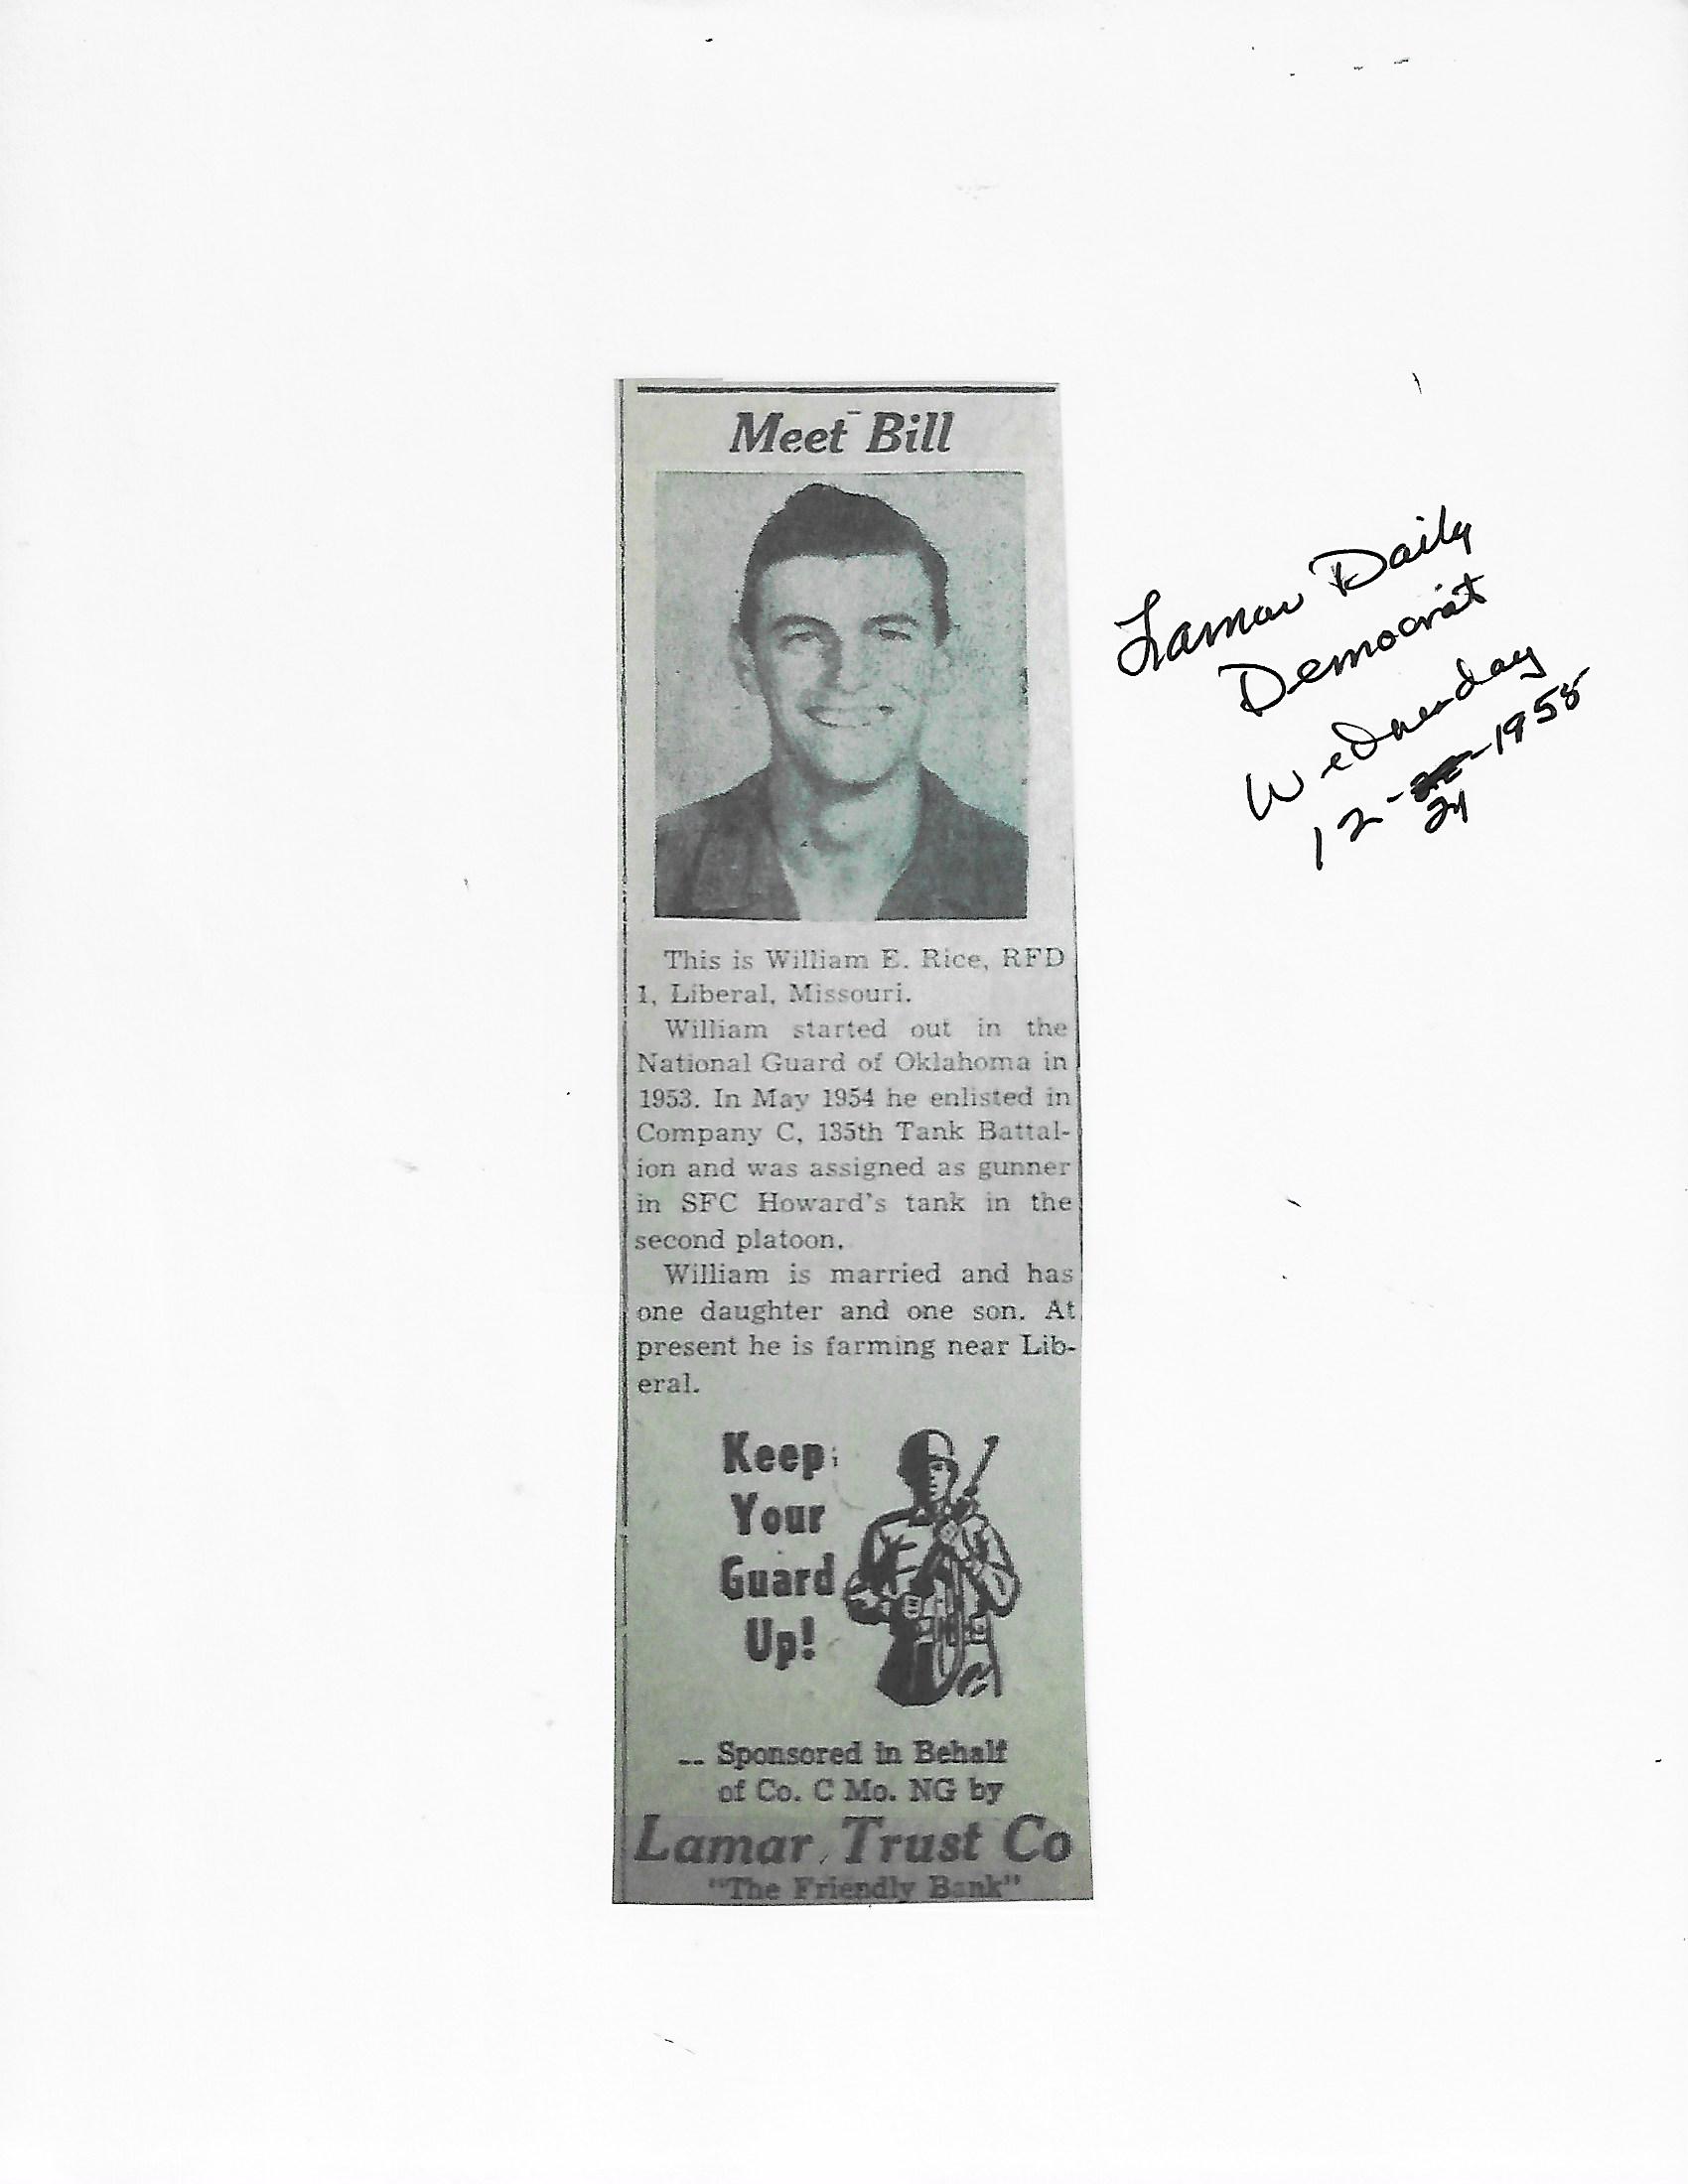 Meet Bill
This is William E. Rice, RFD
1, Liberal, Missouri.
William started out in the
National Guard of Oklahoma in
1953. In May 1954 he enlisted in
Company C, 135th Tank Battal-
ion and was assigned as gunner
in SFC Howard's tank in the
second platoon.
William is married and has
one daughter and one son. At
present he is farming near Lib-
eral.
Keep
Your
Guard
Up!
-- Sponsored in Behalf
of Co. C Mo. NG by
Lamar Trust Co
"The Friendly Bank"
Lamar Daily
Democrat
Wednesday
12- -1958
24